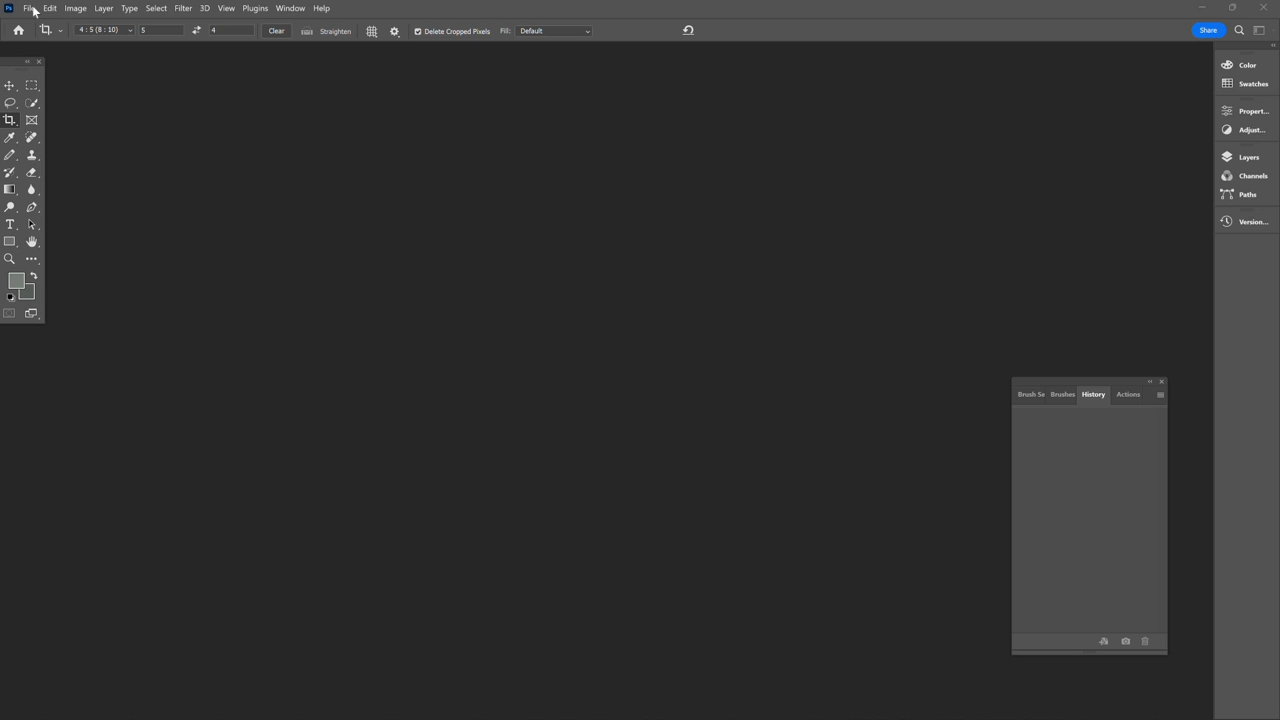 Ps File Edit Image Layer Type Select Filter 3D View Plugins Window Help
4 : 5 (8 : 10) 5 4 Clear Straighten Delete Cropped Pixels Fill: Default Share
Color
Swatches
Propert...
Adjust...
Layers
Channels
Paths
Version...
T
Brush Se Brushes History Actions